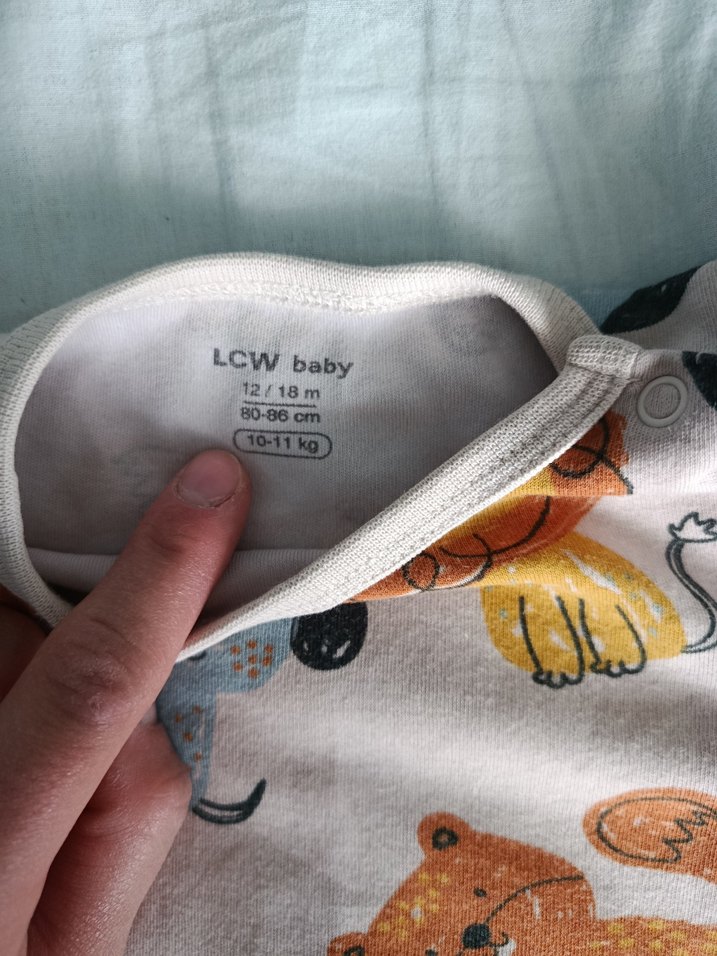 LCW baby
12 / 18 m
80-86 cm
10-11 kg